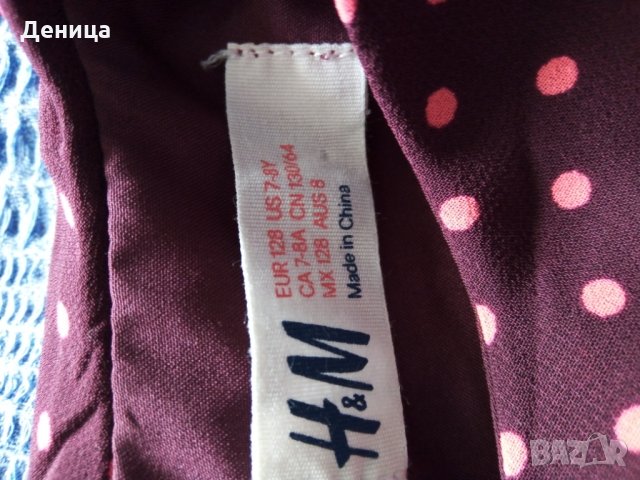 Деница
EUR 128 US 7-8Y
CA 7-8A CN 130/64
MX 128 AUS 8
Made in China
H&M
BAZAR